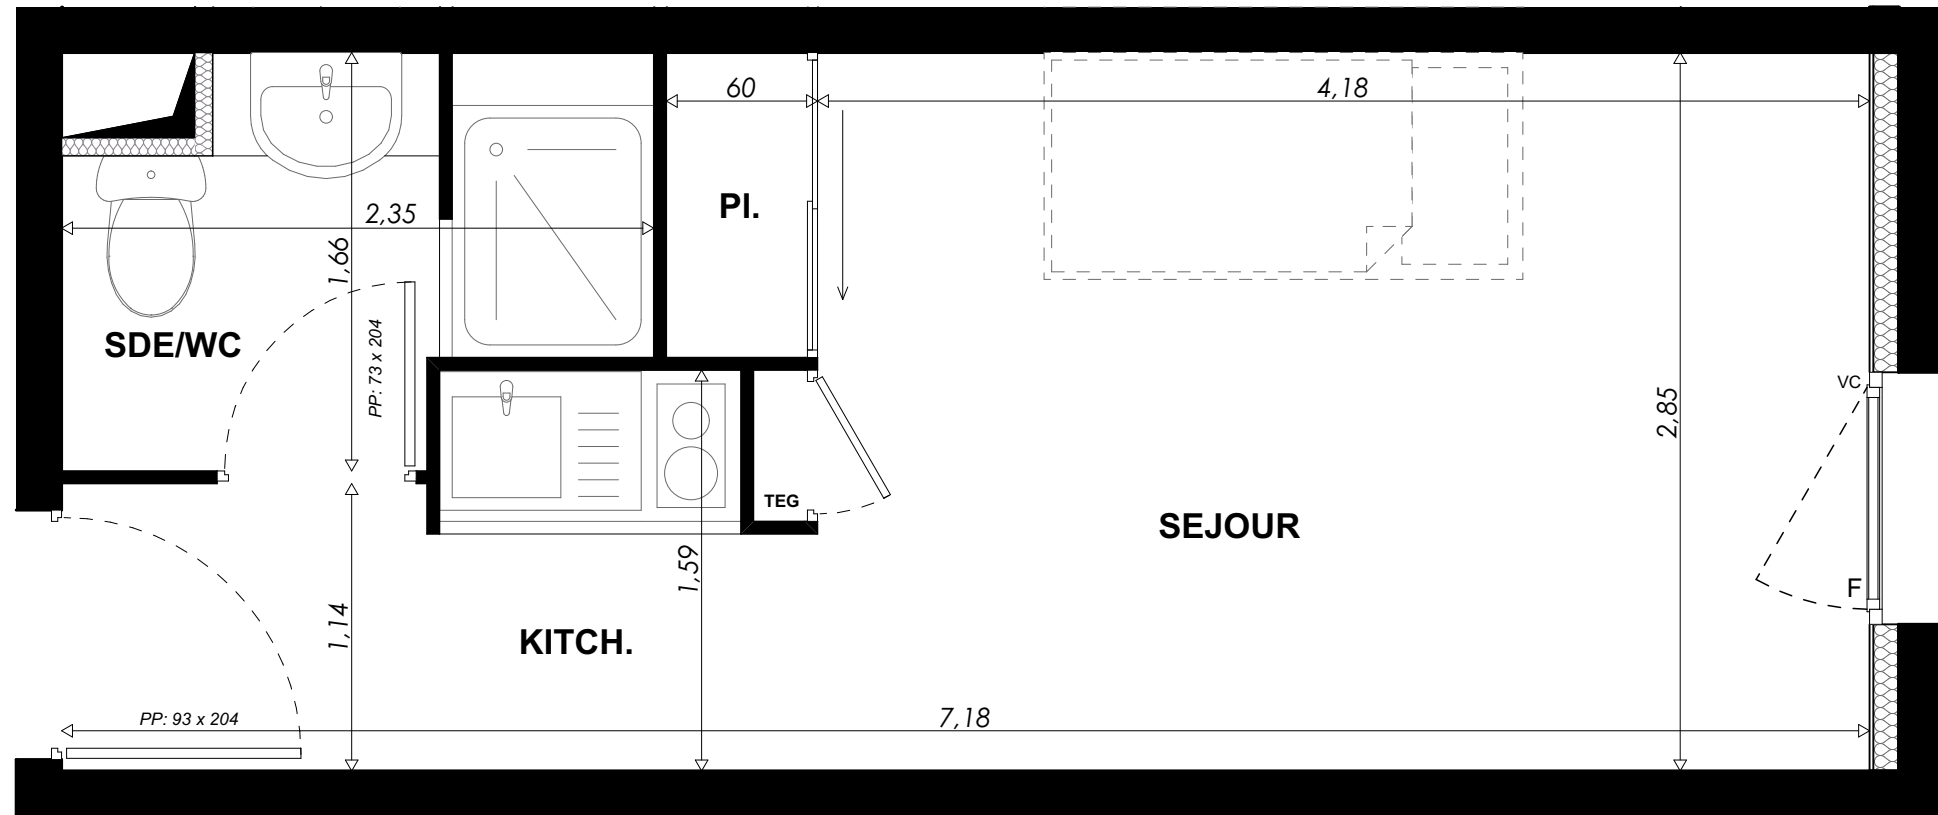 60
4,18
Pl.
2,35
1,66
SDE/WC
PP: 73 x 204
VC
2,85
TEG
SEJOUR
1,59
F
1,14
KITCH.
PP: 93 x 204
7,18